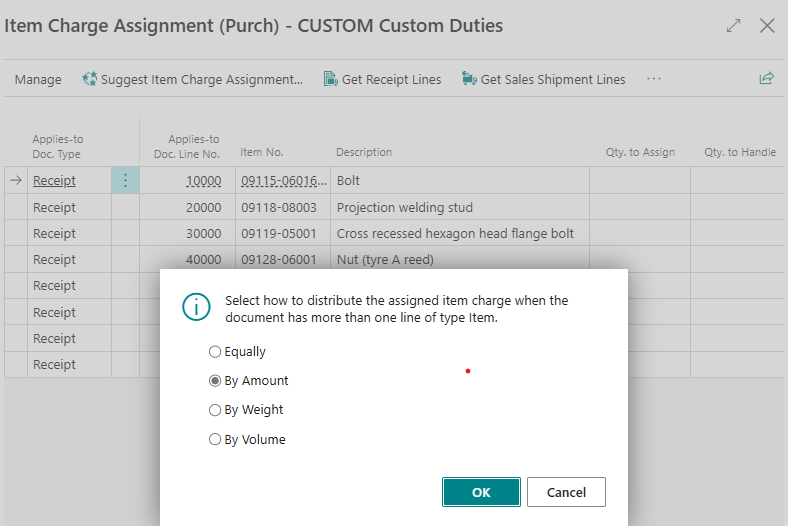 Item Charge Assignment (Purch) - CUSTOM Custom Duties
Manage Suggest Item Charge Assignment... Get Receipt Lines Get Sales Shipment Lines ...
Applies-to Doc. Type Applies-to Doc. Line No. Item No. Description Qty. to Assign Qty. to Handle
Receipt 10000 09115-06016... Bolt
Receipt 20000 09118-08003 Projection welding stud
Receipt 30000 09119-05001 Cross recessed hexagon head flange bolt
Receipt 40000 09128-06001 Nut (tyre A reed)
Receipt
Receipt
Receipt
Receipt
Select how to distribute the assigned item charge when the
document has more than one line of type Item.
Equally
By Amount
By Weight
By Volume
OK Cancel